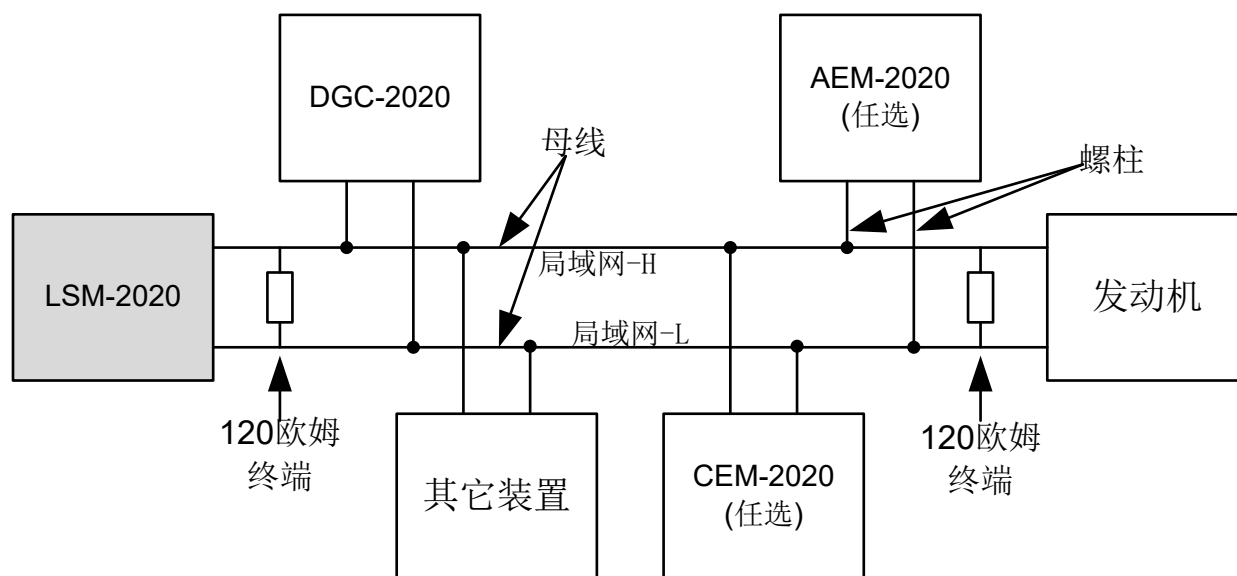 DGC-2020
AEM-2020
(任选)
母线
螺柱
LSM-2020
局域网-H
发动机
局域网-L
120欧姆
终端
其它装置
CEM-2020
(任选)
120欧姆
终端